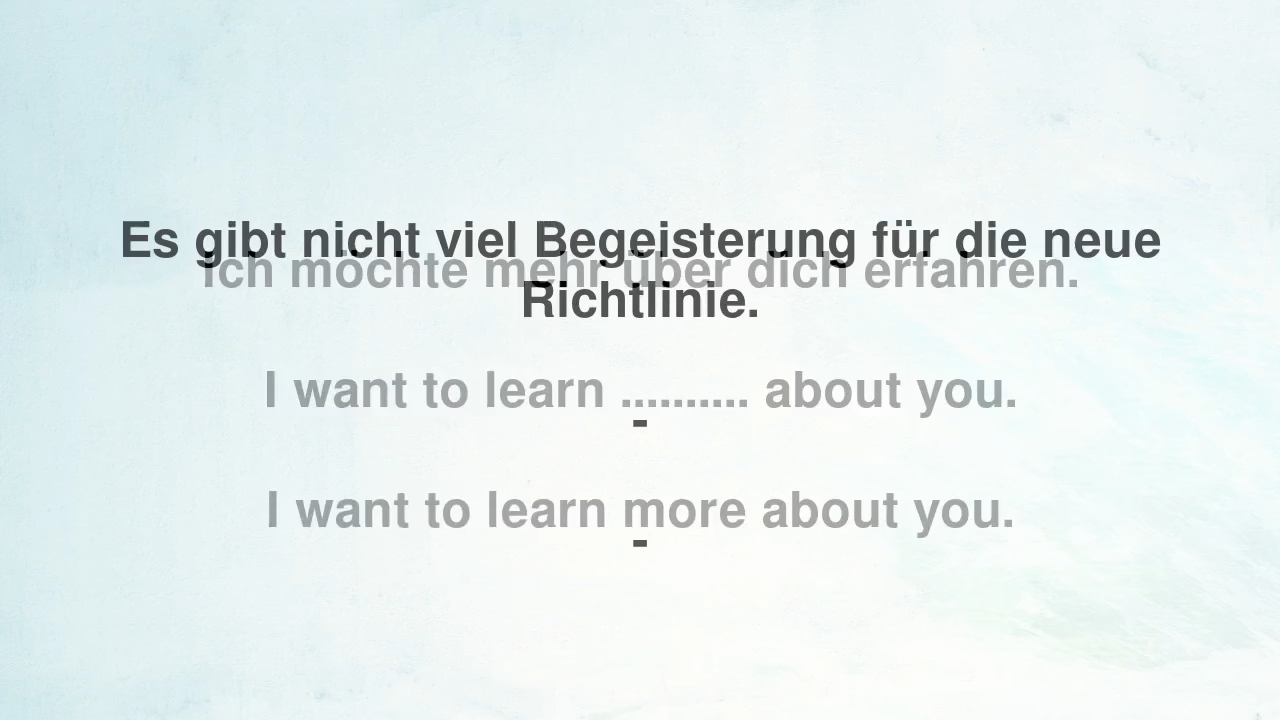 Es gibt nicht viel Begeisterung für die neue
Ich möchte mehr über dich erfahren.
Richtlinie.
I want to learn .......... about you.
-
I want to learn more about you.
-